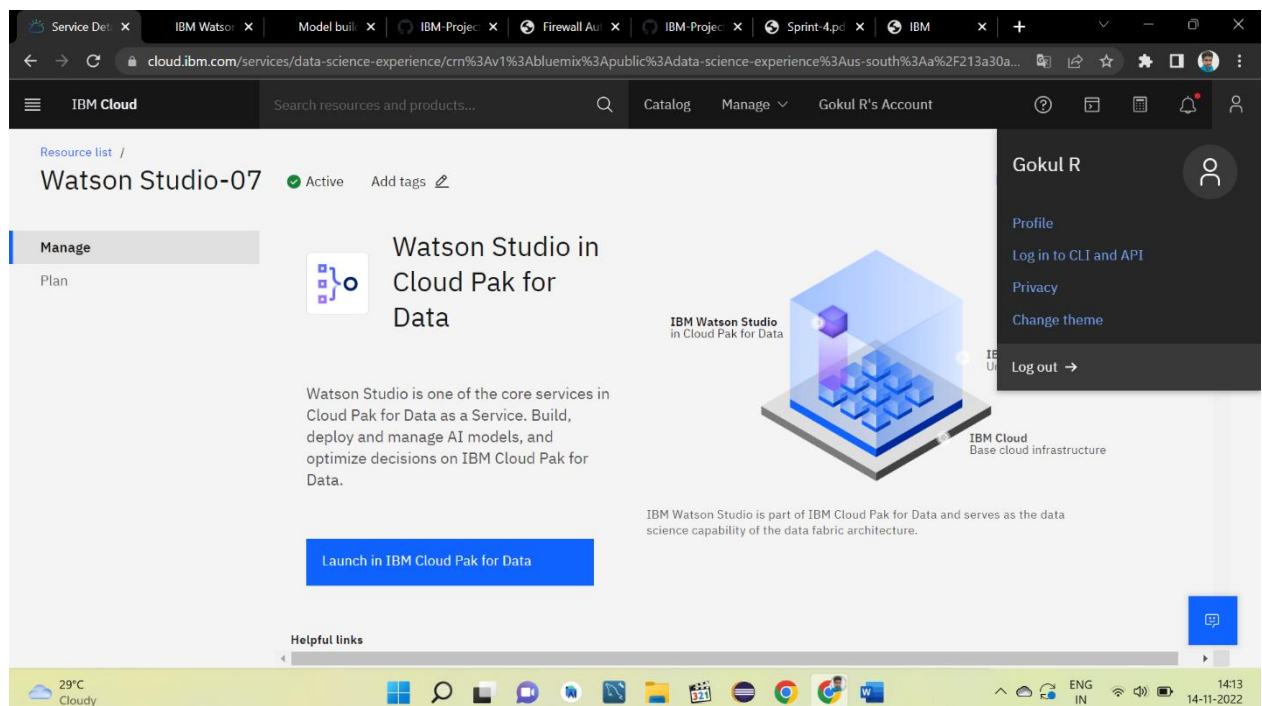 Service Det
IBM Watson
Model buil
IBM-Projec
Firewall Aut
IBM-Projec
Sprint-4.pd
IBM
cloud.ibm.com/services/data-science-experience/crn%3Av1%3Abluemix%3Apublic%3Adata-science-experience%3Aus-south%3Aa%2F213a30a...
IBM Cloud
Search resources and products...
Catalog
Manage
Gokul R's Account
Resource list /
Watson Studio-07
Active
Add tags
Gokul R
Profile
Log in to CLI and API
Privacy
Change theme
Log out →
Manage
Plan
Watson Studio in
Cloud Pak for
Data
Watson Studio is one of the core services in
Cloud Pak for Data as a Service. Build,
deploy and manage AI models, and
optimize decisions on IBM Cloud Pak for
Data.
Launch in IBM Cloud Pak for Data
IBM Watson Studio
in Cloud Pak for Data
IBM Cloud
Base cloud infrastructure
IBM Watson Studio is part of IBM Cloud Pak for Data and serves as the data
science capability of the data fabric architecture.
Helpful links
29°C
Cloudy
321
ENG
IN
14:13
14-11-2022